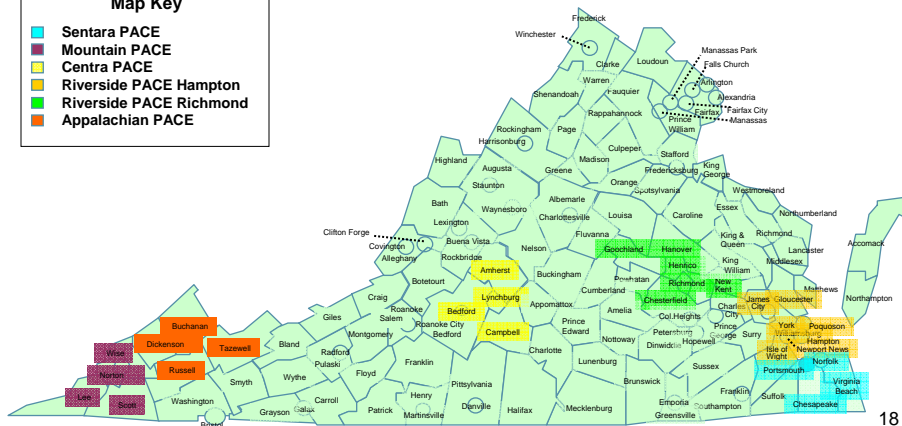 Map Key
Sentara PACE
Mountain PACE
Centra PACE
Riverside PACE Hampton
Riverside PACE Richmond
Appalachian PACE
Frederick
Winchester
Clarke
Loudoun
Manassas Park
Falls Church
Arlington
Alexandria
Fairfax
Fairfax City
Manassas
Warren
Fauquier
Shenandoah
Rappahannock
Prince
William
Rockingham
Harrisonburg
Page
Culpeper
Stafford
Madison
Fredericksburg
King
George
Highland
Augusta
Staunton
Greene
Orange
Spotsylvania
Westmoreland
Bath
Waynesboro
Albemarle
Charlottesville
Louisa
Caroline
Essex
Northumberland
Richmond
Lexington
Clifton Forge
Covington
Alleghany
Buena Vista
Rockbridge
Nelson
Fluvanna
Goochland
Hanover
King &
Queen
Lancaster
Middlesex
Accomack
Amherst
Buckingham
Powhatan
Cumberland
Henrico
Richmond
King
William
New
Kent
Mathews
Northampton
Botetourt
Craig
Lynchburg
Bedford
Appomattox
Chesterfield
Amelia
Charles
City
James
City
Gloucester
Buchanan
Dickenson
Tazewell
Giles
Roanoke
Salem
Roanoke City
Bedford
Campbell
Prince
Edward
Col.Heights
Petersburg
Hopewell
Prince
George
Surry
York
Williamsburg
Poquoson
Hampton
Newport News
Wise
Norton
Russell
Bland
Montgomery
Radford
Pulaski
Floyd
Franklin
Charlotte
Nottoway
Dinwiddie
Isle of
Wight
Norfolk
Portsmouth
Lunenburg
Sussex
Lee
Scott
Washington
Smyth
Wythe
Carroll
Grayson
Galax
Patrick
Henry
Martinsville
Pittsylvania
Danville
Halifax
Mecklenburg
Brunswick
Emporia
Greensville
Southampton
Franklin
Suffolk
Virginia
Beach
Chesapeake
Bristol
18